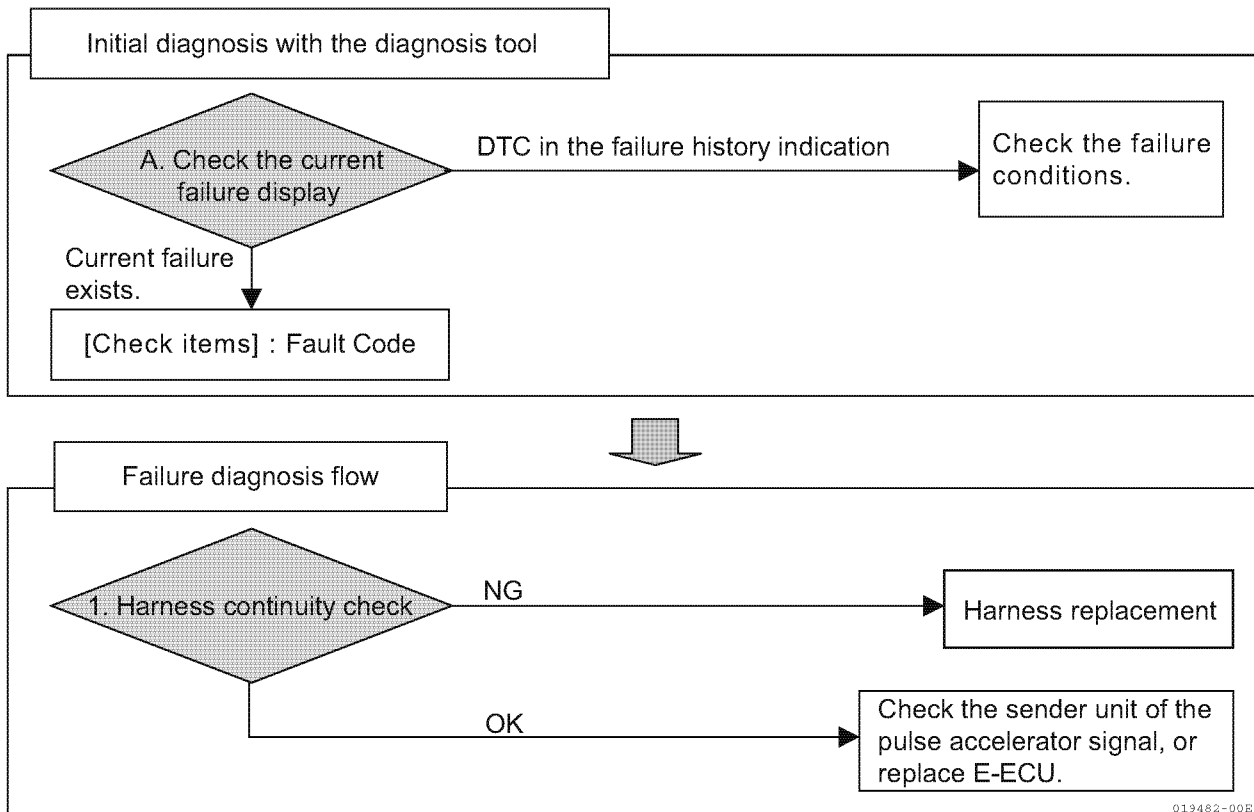 Initial diagnosis with the diagnosis tool
A. Check the current
failure display
DTC in the failure history indication
Check the failure
conditions.
Current failure
exists.
[Check items] : Fault Code
Failure diagnosis flow
1. Harness continuity check
NG
Harness replacement
OK
Check the sender unit of the
pulse accelerator signal, or
replace E-ECU.
019482-00E